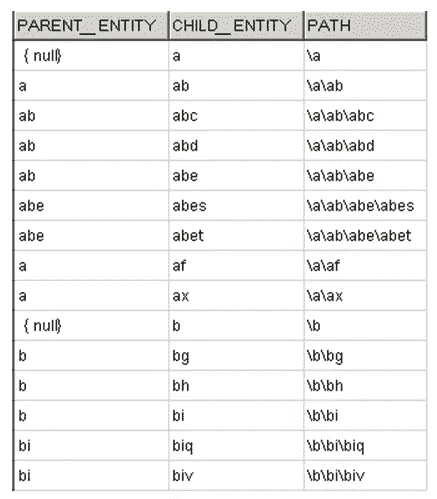 PARENT__ENTITY CHILD__ENTITY PATH
{ null} a \a
a ab \a\ab
ab abc \a\ab\abc
ab abd \a\ab\abd
ab abe \a\ab\abe
abe abes \a\ab\abe\abes
abe abet \a\ab\abe\abet
a af \a\af
a ax \a\ax
{ null} b \b
b bg \b\bg
b bh \b\bh
b bi \b\bi
bi biq \b\bi\biq
bi biv \b\bi\biv